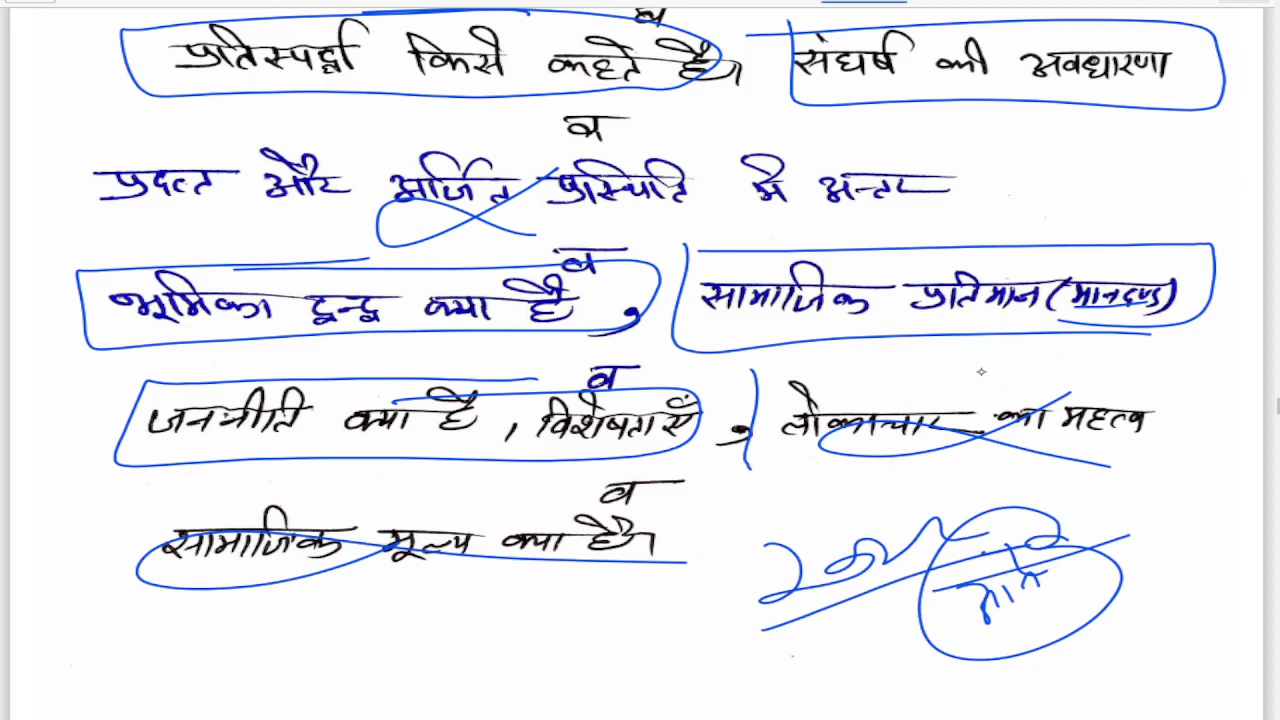 व
प्रतिस्पर्द्धा किसे कहते है, संघर्ष की अवधारणा
व
प्रदत्त और अर्जित प्रस्थिति में अन्तर
व
भूमिका द्वन्द्व क्या है, सामाजिक प्रतिमान (मानदण्ड)
व
जनरीति क्या है, विशेषताएँ, लोकाचार का महत्व
व
सामाजिक मूल्य क्या है।